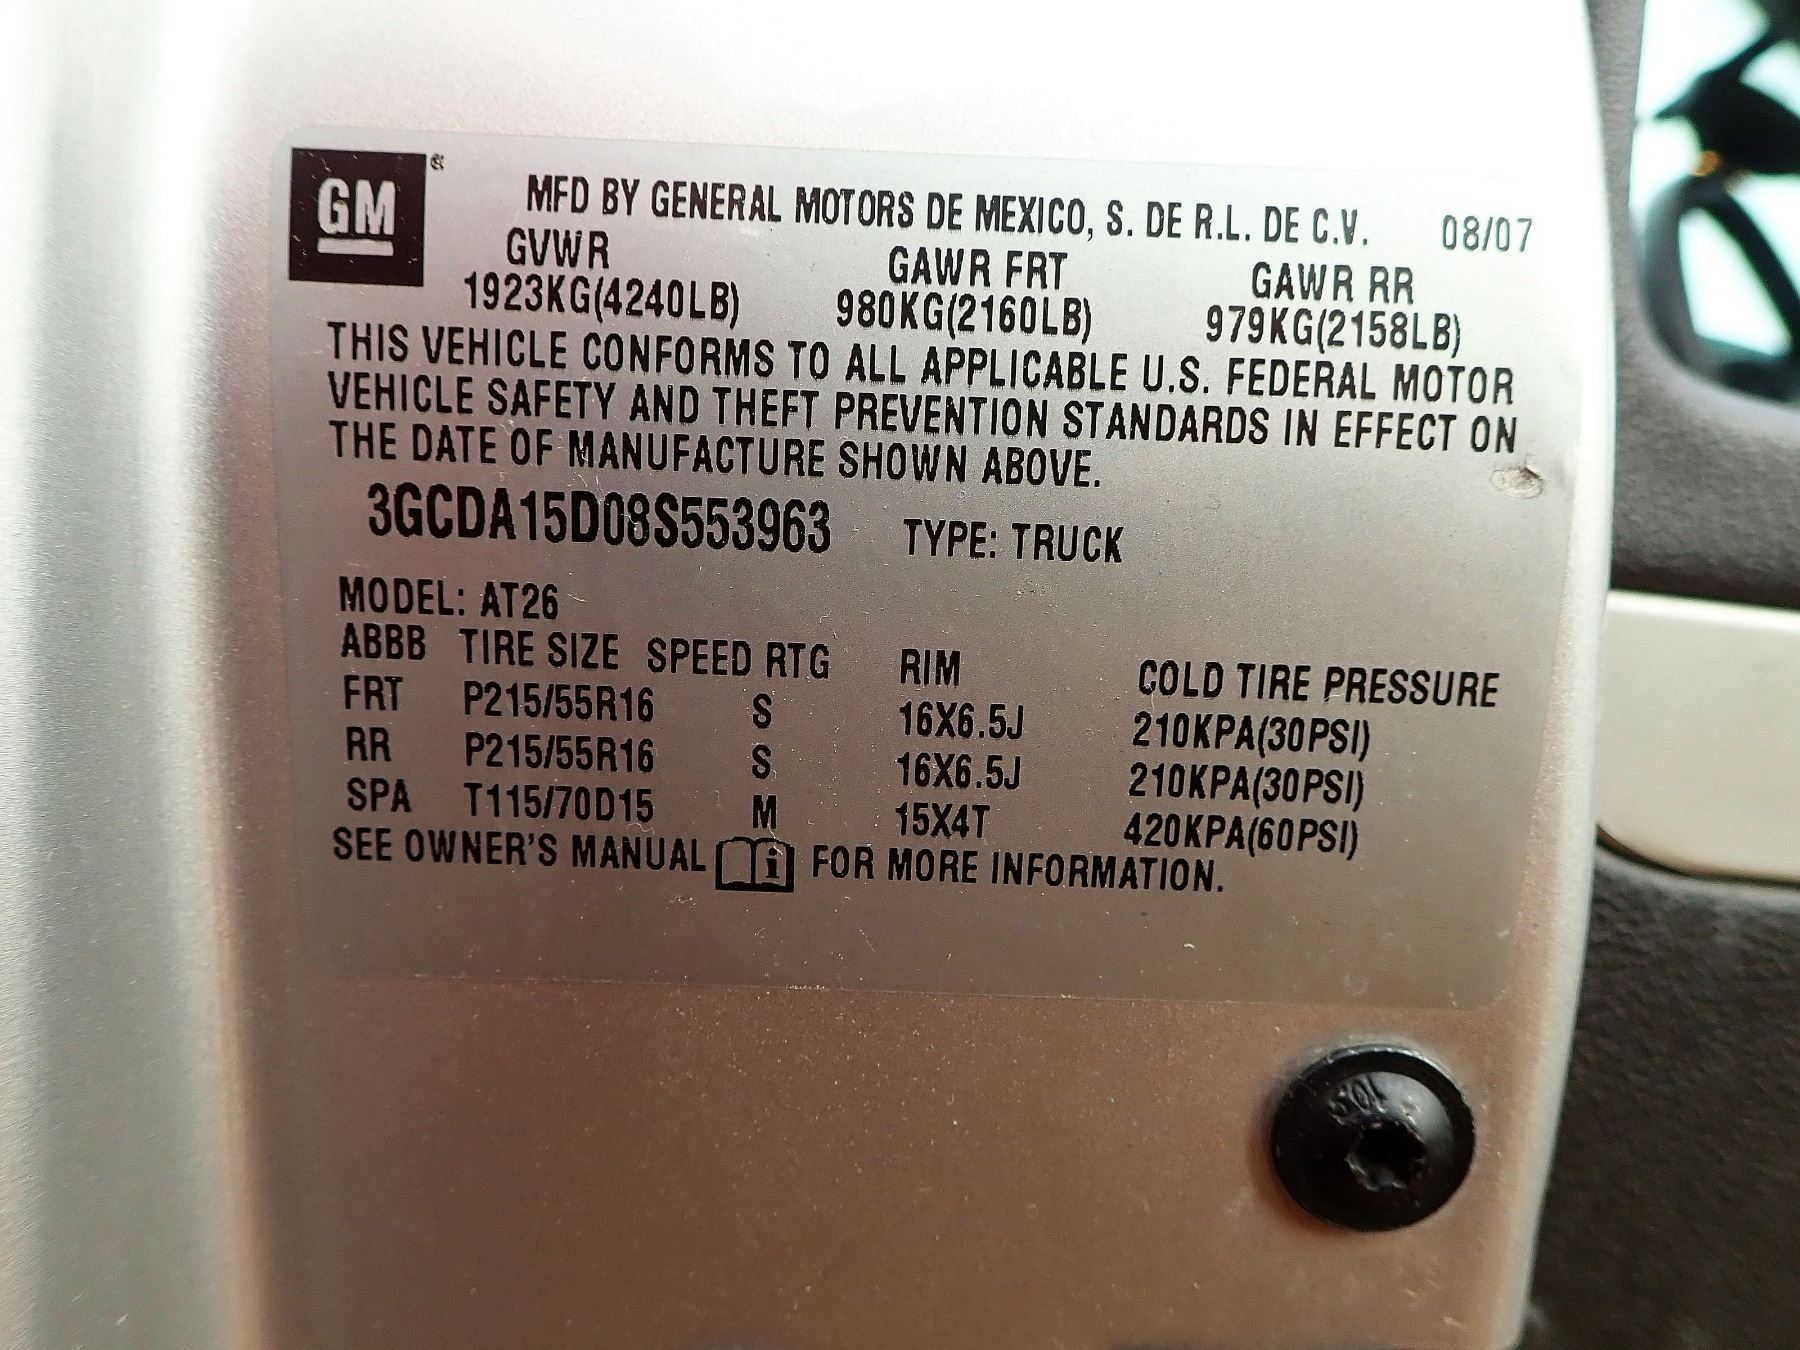 GM®
MFD BY GENERAL MOTORS DE MEXICO, S. DE R.L. DE C.V. 08/07
GVWR GAWR FRT GAWR RR
1923KG(4240LB) 980KG(2160LB) 979KG(2158LB)
THIS VEHICLE CONFORMS TO ALL APPLICABLE U.S. FEDERAL MOTOR
VEHICLE SAFETY AND THEFT PREVENTION STANDARDS IN EFFECT ON
THE DATE OF MANUFACTURE SHOWN ABOVE.
3GCDA15D08S553963 TYPE: TRUCK
MODEL: AT26
ABBB TIRE SIZE SPEED RTG RIM COLD TIRE PRESSURE
FRT P215/55R16 S 16X6.5J 210KPA(30PSI)
RR P215/55R16 S 16X6.5J 210KPA(30PSI)
SPA T115/70D15 M 15X4T 420KPA(60PSI)
SEE OWNER'S MANUAL i FOR MORE INFORMATION.